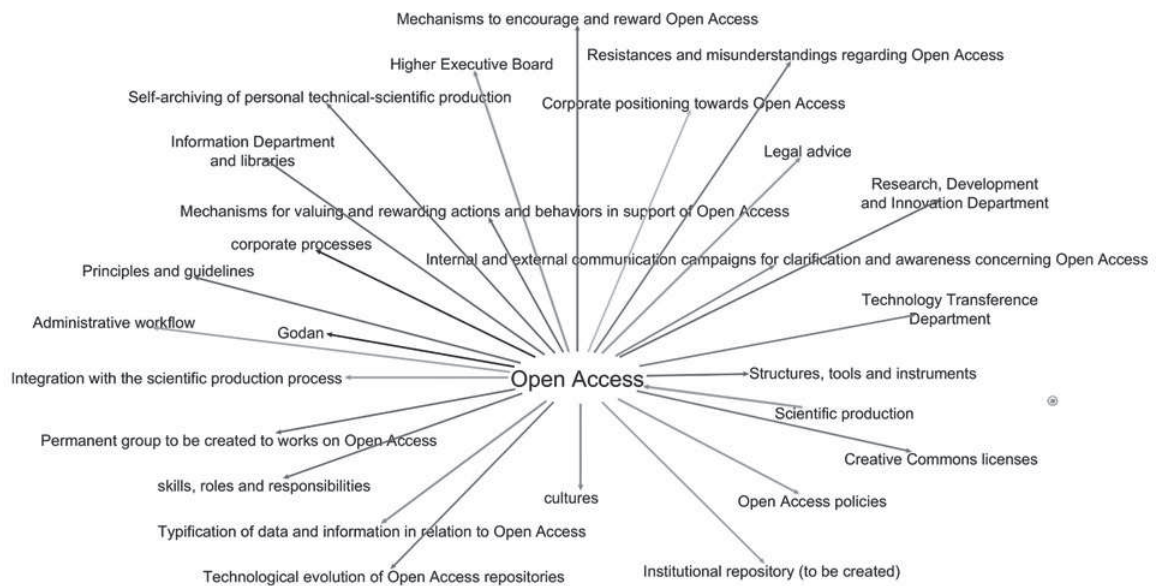 Mechanisms to encourage and reward Open Access
Resistances and misunderstandings regarding Open Access
Higher Executive Board
Self-archiving of personal technical-scientific production
Corporate positioning towards Open Access
Information Department
and libraries
Legal advice
Research, Development
and Innovation Department
Mechanisms for valuing and rewarding actions and behaviors in support of Open Access
corporate processes
Internal and external communication campaigns for clarification and awareness concerning Open Access
Principles and guidelines
Technology Transference
Department
Administrative workflow
Godan
Integration with the scientific production process
Open Access
Structures, tools and instruments
Scientific production
Permanent group to be created to works on Open Access
Creative Commons licenses
skills, roles and responsibilities
cultures
Open Access policies
Typification of data and information in relation to Open Access
Technological evolution of Open Access repositories
Institutional repository (to be created)